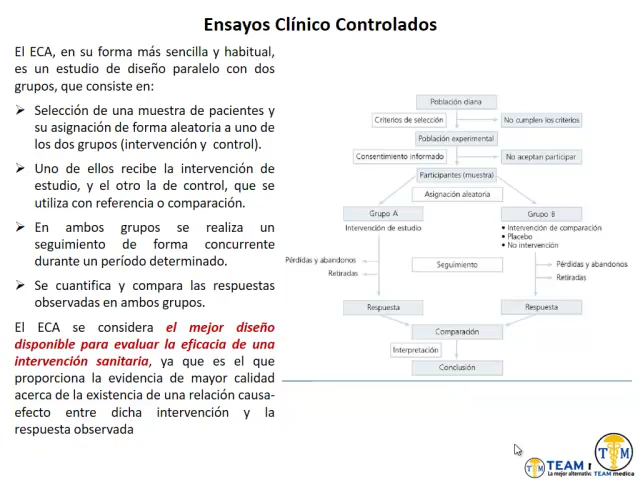 Ensayos Clínico Controlados
El ECA, en su forma más sencilla y habitual,
es un estudio de diseño paralelo con dos
grupos, que consiste en:
➤ Selección de una muestra de pacientes y
su asignación de forma aleatoria a uno de
los dos grupos (intervención y control).
➤ Uno de ellos recibe la intervención de
estudio, y el otro la de control, que se
utiliza con referencia o comparación.
➤ En ambos grupos se realiza un
seguimiento de forma concurrente
durante un período determinado.
➤ Se cuantifica y compara las respuestas
observadas en ambos grupos.
El ECA se considera el mejor diseño
disponible para evaluar la eficacia de una
intervención sanitaria, ya que es el que
proporciona la evidencia de mayor calidad
acerca de la existencia de una relación causa-
efecto entre dicha intervención y la
respuesta observada
Población diana
Criterios de selección
No cumplen los criterios
Población experimental
Consentimiento informado
No aceptan participar
Participantes (muestra)
Asignación aleatoria
Grupo A
Grupo B
Intervención de estudio
• Intervención de comparación
• Placebo
• No intervención
Pérdidas y abandonos
Retiradas
Seguimiento
Pérdidas y abandonos
Retiradas
Respuesta
Respuesta
Comparación
Interpretación
Conclusión
TM
TEAM
La mejor alternativa
TM
TEAM medica